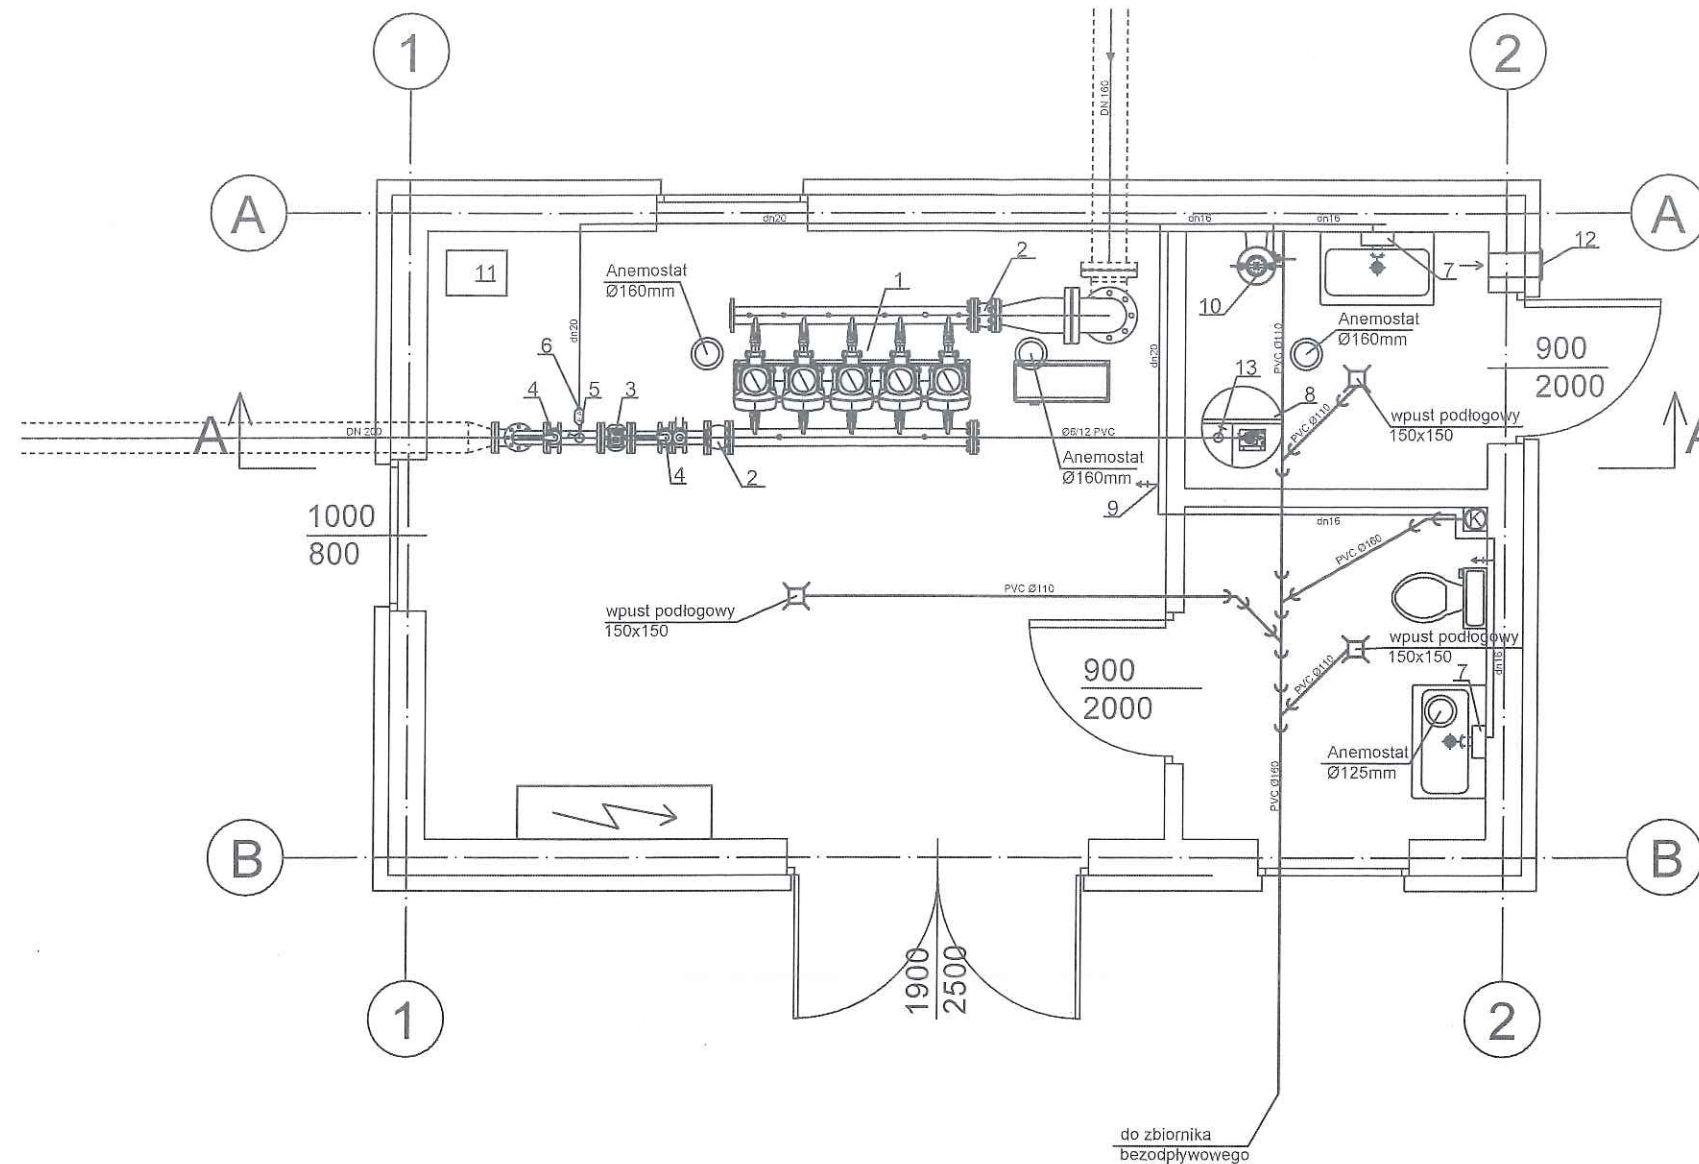 1
2
DN 160
A
A
dn20
dn16
dn16
12
11
Anemostat
Ø160mm
1
2
7
10
Anemostat
Ø160mm
900
2000
dn20
6
5
4
3
dn20
PVC Ø110
13
8
wpust podłogowy
150x150
PVC Ø110
A
DN 200
Ø6/12 PVC
A
4
2
Anemostat
Ø160mm
9
1000
800
dn16
K
PVC Ø160
PVC Ø110
wpust podłogowy
150x150
wpust podłogowy
150x150
dn16
7
PVC Ø110
900
2000
Anemostat
Ø125mm
PVC Ø160
B
B
1900
2500
1
2
do zbiornika
bezodpływowego